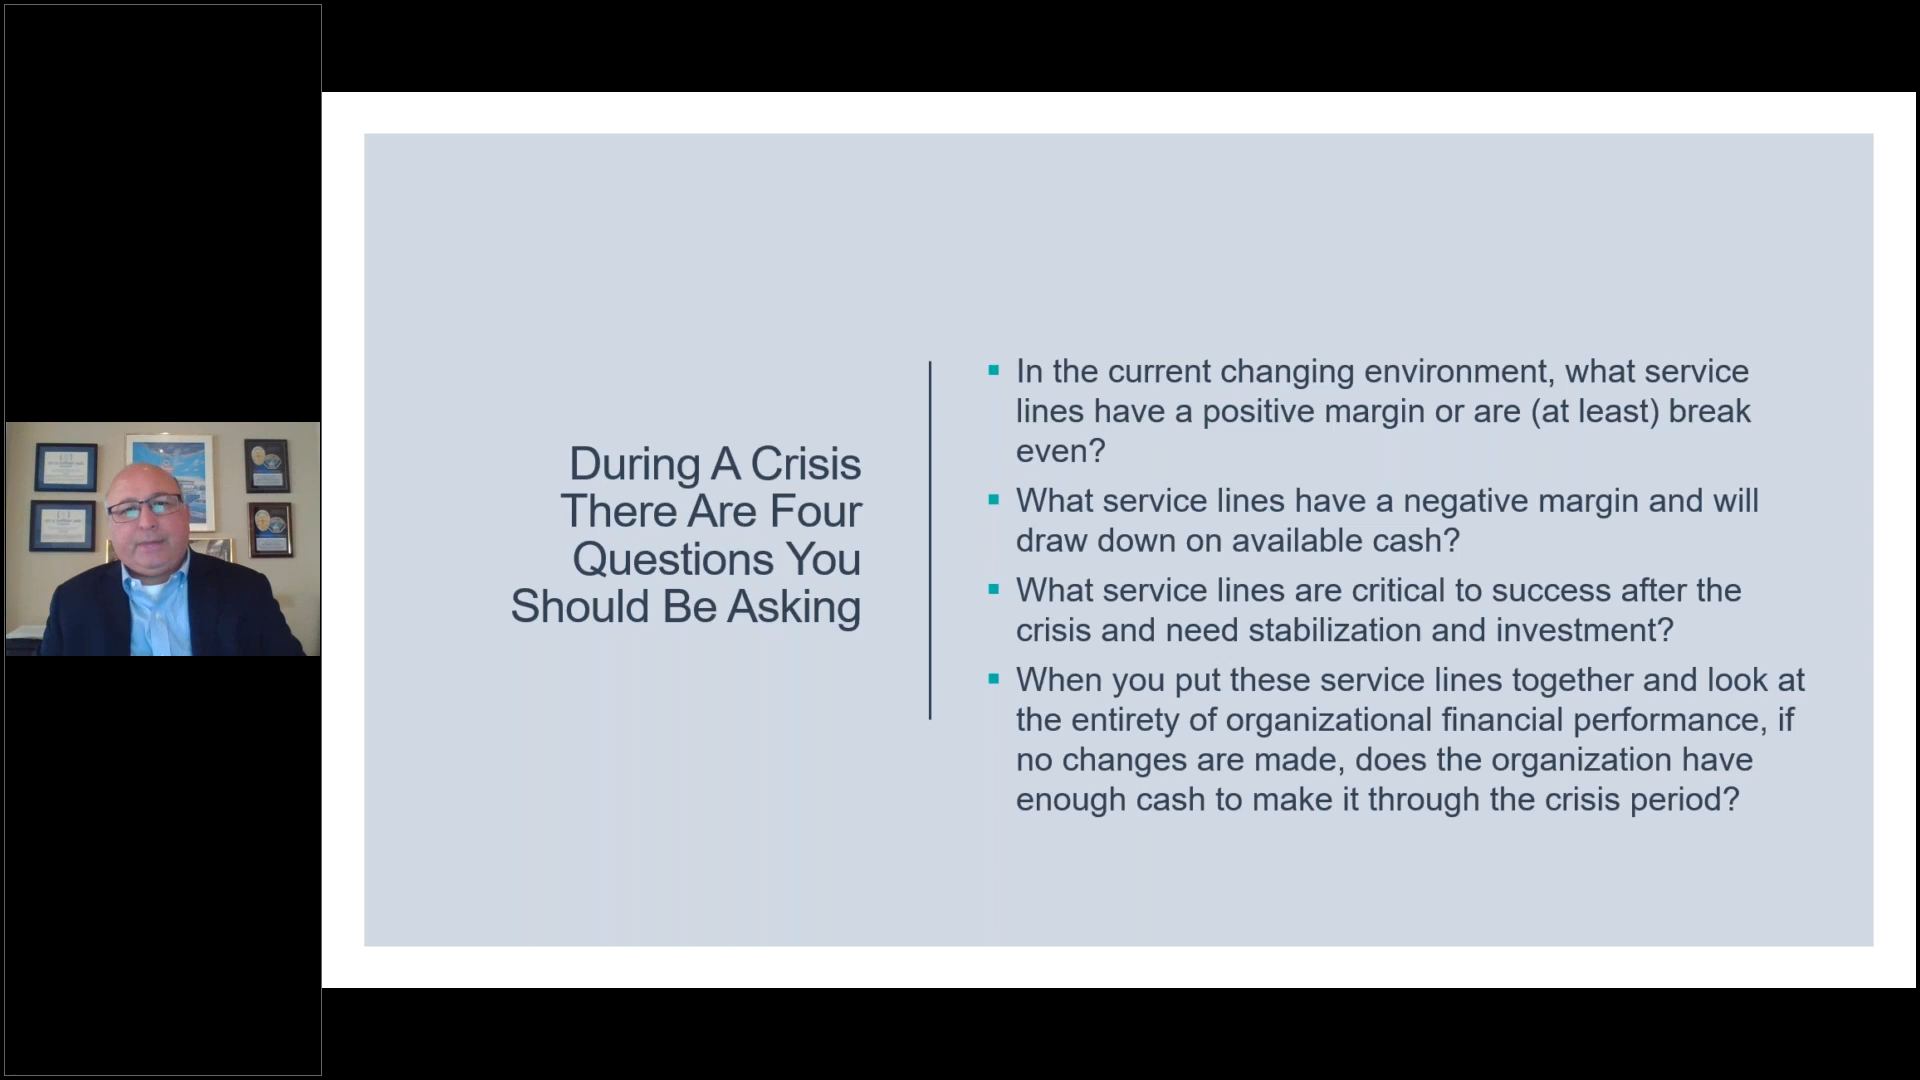 During A Crisis
There Are Four
Questions You
Should Be Asking
In the current changing environment, what service
lines have a positive margin or are (at least) break
even?
What service lines have a negative margin and will
draw down on available cash?
What service lines are critical to success after the
crisis and need stabilization and investment?
When you put these service lines together and look at
the entirety of organizational financial performance, if
no changes are made, does the organization have
enough cash to make it through the crisis period?